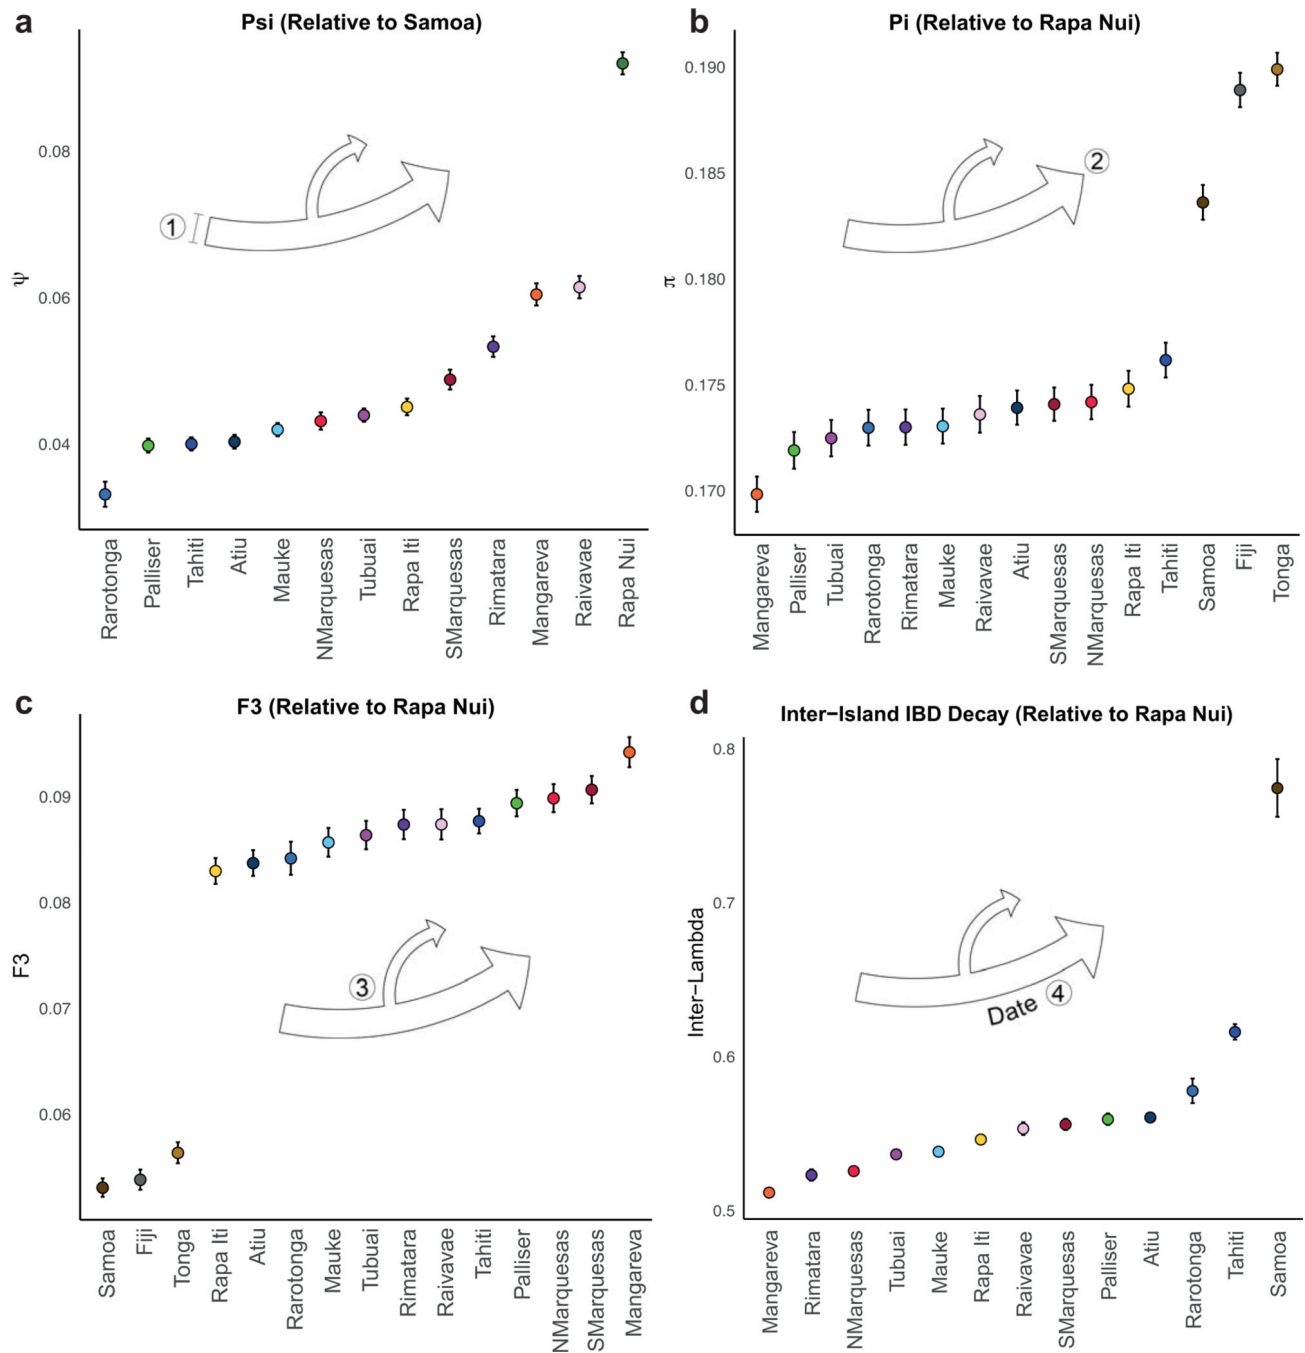 a
Psi (Relative to Samoa)
0.08
0.06
0.04
ψ
1
Rarotonga
Palliser
Tahiti
Atiu
Mauke
NMarquesas
Tubuai
Rapa Iti
SMarquesas
Rimatara
Mangareva
Raivavae
Rapa Nui
b
Pi (Relative to Rapa Nui)
0.190
0.185
0.180
0.175
0.170
π
2
Mangareva
Palliser
Tubuai
Rarotonga
Rimatara
Mauke
Raivavae
Atiu
SMarquesas
NMarquesas
Rapa Iti
Tahiti
Samoa
Fiji
Tonga
c
F3 (Relative to Rapa Nui)
0.09
0.08
0.07
0.06
F3
3
Samoa
Fiji
Tonga
Rapa Iti
Atiu
Rarotonga
Mauke
Tubuai
Rimatara
Raivavae
Tahiti
Palliser
NMarquesas
SMarquesas
Mangareva
d
Inter−Island IBD Decay (Relative to Rapa Nui)
0.8
0.7
0.6
0.5
Inter−Lambda
Date 4
Mangareva
Rimatara
NMarquesas
Tubuai
Mauke
Rapa Iti
Raivavae
SMarquesas
Palliser
Atiu
Rarotonga
Tahiti
Samoa